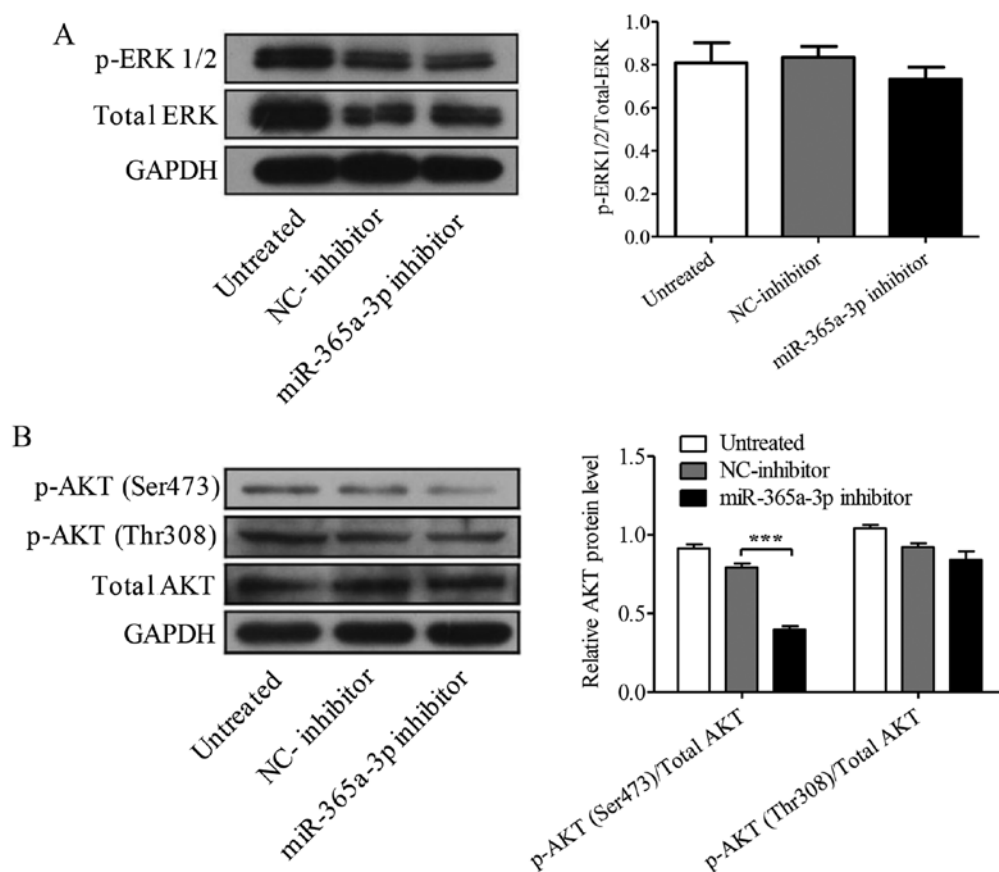 A
p-ERK 1/2
Total ERK
GAPDH
Untreated
NC- inhibitor
miR-365a-3p inhibitor
p-ERK1/2/Total-ERK
1.0
0.8
0.6
0.4
0.2
0.0
Untreated
NC-inhibitor
miR-365a-3p inhibitor
B
p-AKT (Ser473)
p-AKT (Thr308)
Total AKT
GAPDH
Untreated
NC- inhibitor
miR-365a-3p inhibitor
Relative AKT protein level
1.5
1.0
0.5
0.0
Untreated
NC-inhibitor
miR-365a-3p inhibitor
***
p-AKT (Ser473)/Total AKT
p-AKT (Thr308)/Total AKT